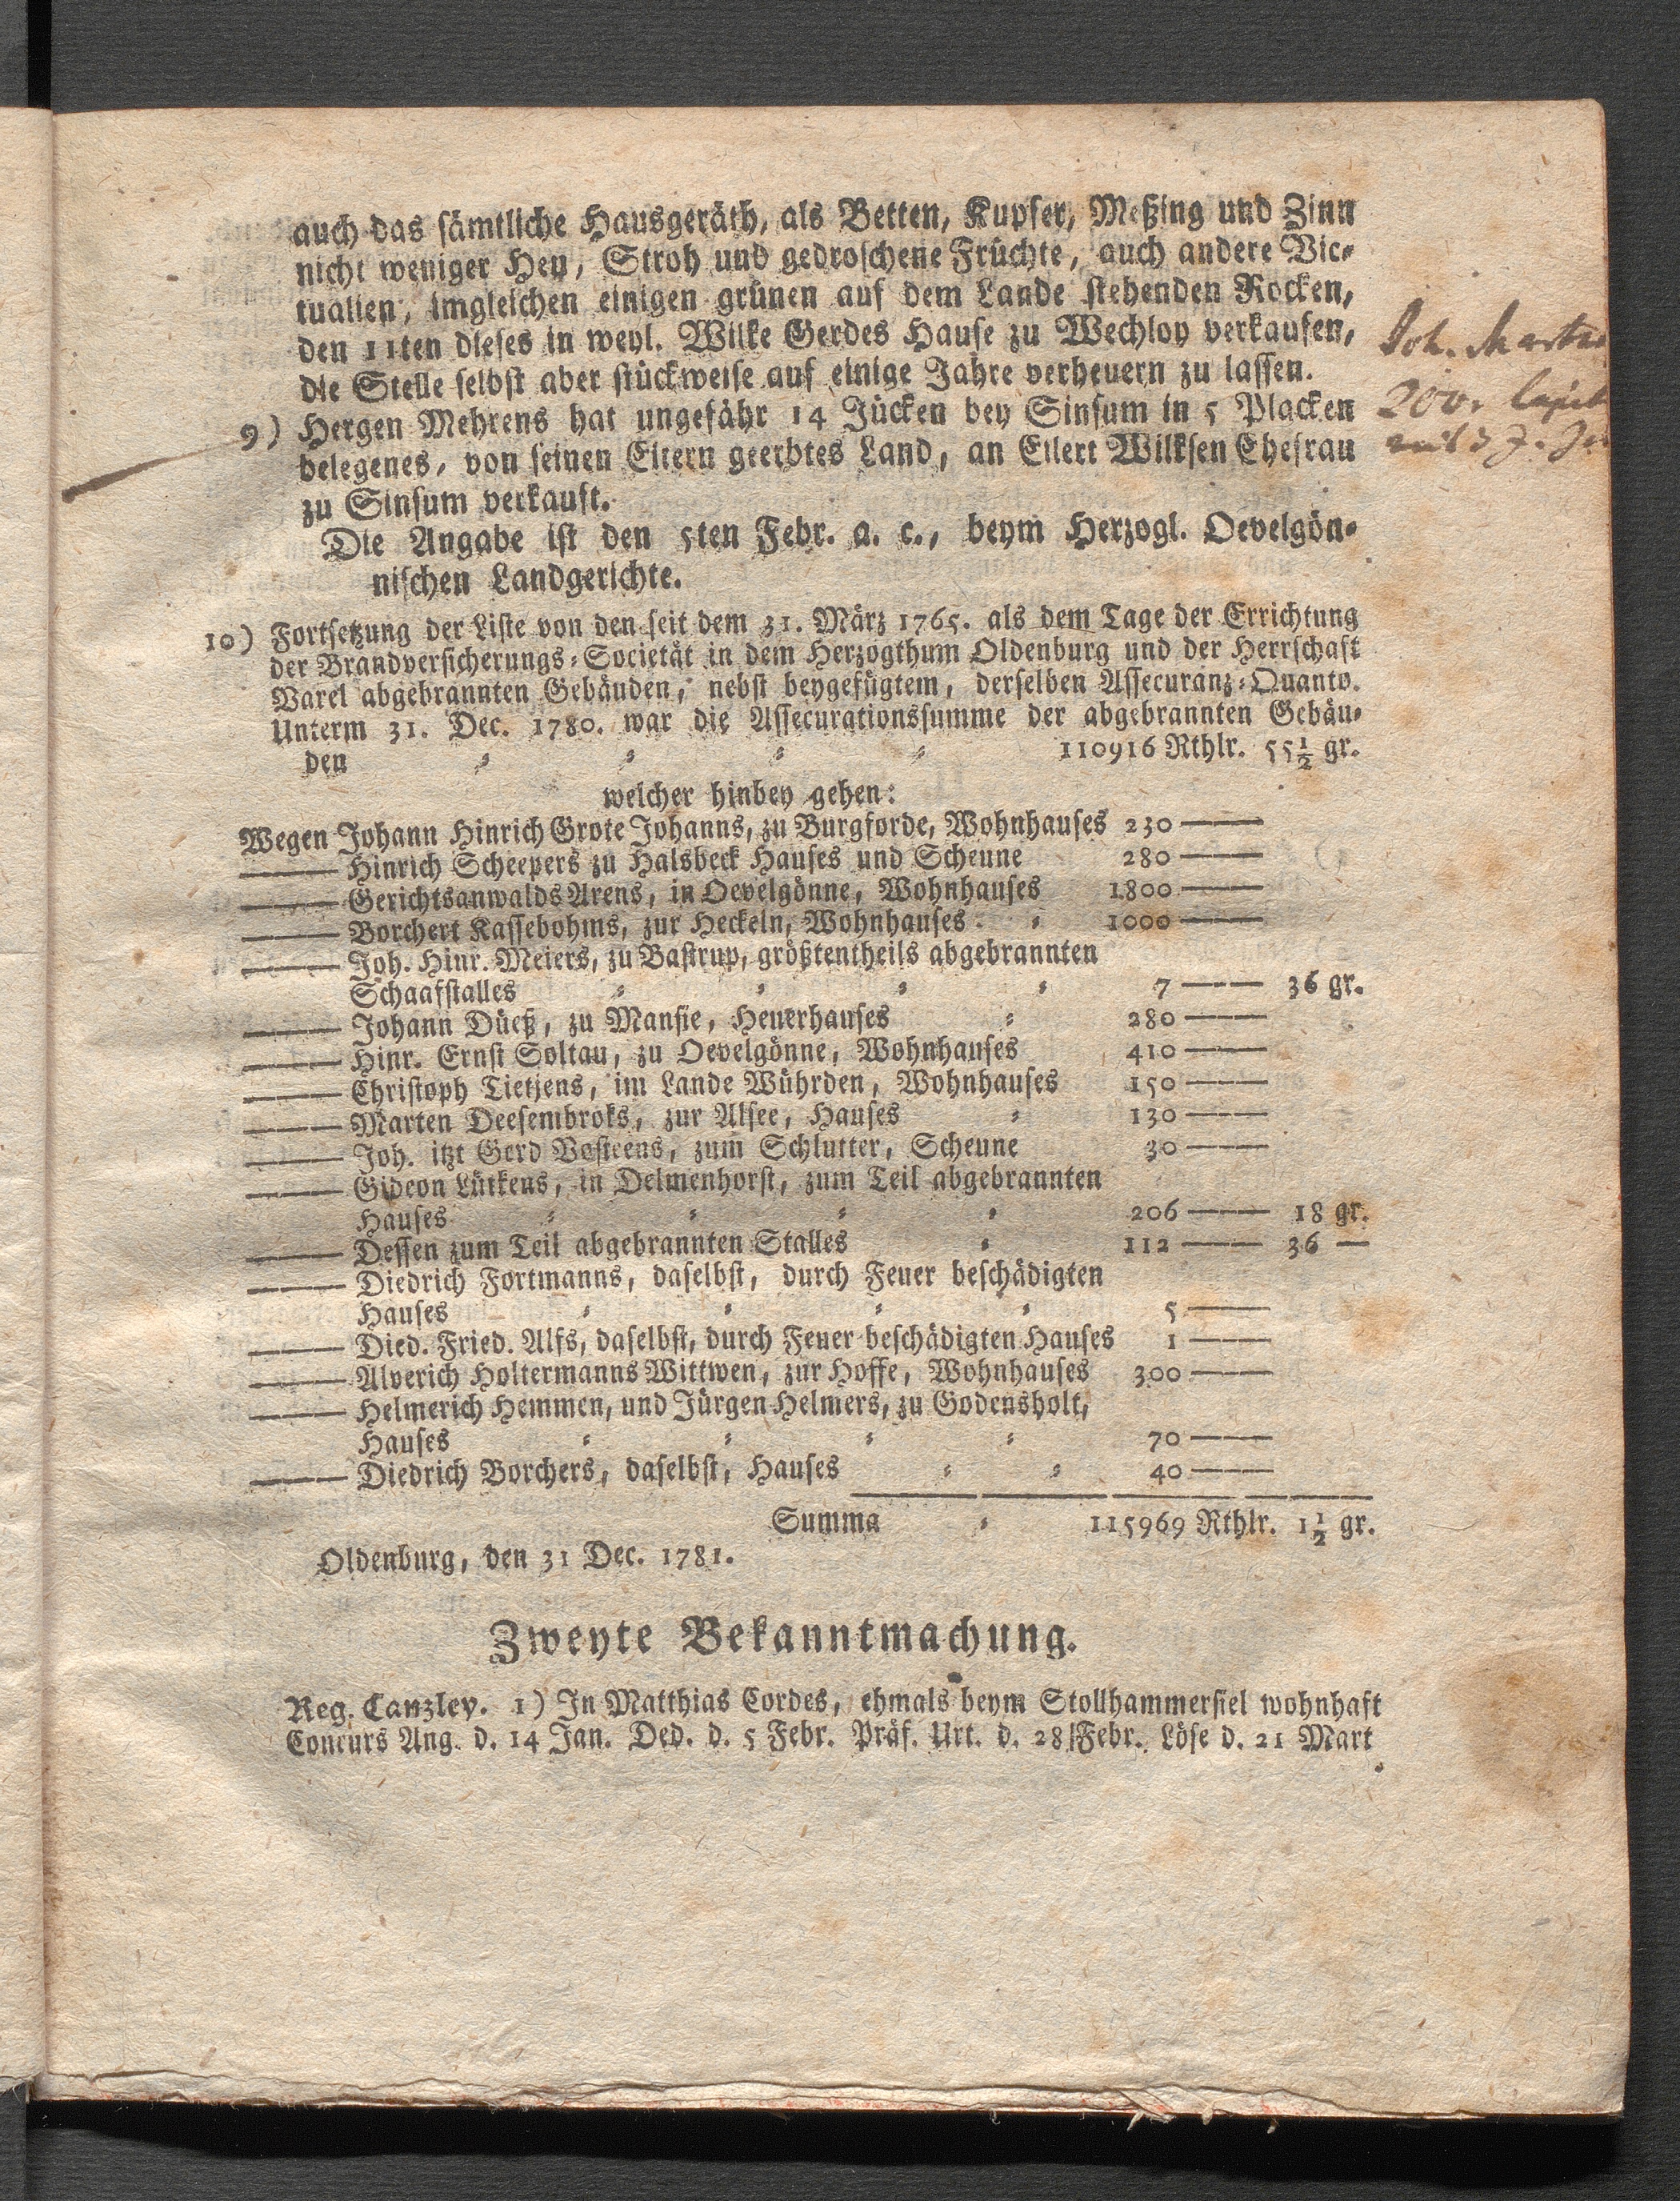 auch das sämtliche Hausgeräth, als Betten, Kupfer, Meßing und Zinn
nicht weniger Heu, Stroh und gedroschene Früchte, auch andere Vic-
tualien, imgleichen einigen grünen auf dem Lande stehenden Rocken,
den 11ten dieses in weyl. Wilke Gerdes Hause zu Wechloy verkaufen,
die Stelle selbst aber stückweise auf einige Jahre verheuern zu lassen.
9) Hergen Mehrens hat ungefähr 14 Jücken bey Sinsum in 5 Placken
belegenes, von seinen Eltern geerbtes Land, an Eilert Wilksen Ehefrau
zu Sinsum verkauft.
Die Angabe ist den 5ten Febr. a. c., beym Herzogl. Oevelgön-
nischen Landgerichte.
10) Fortsetzung der Liste von den seit dem 31. März 1765. als dem Tage der Errichtung
der Brandversicherungs-Societät in dem Herzogthum Oldenburg und der Herrschaft
Varel abgebrannten Gebäuden, nebst beygefügtem, derselben Assecuranz-Quanto.
Unterm 31. Dec. 1780. war die Assecurationssumme der abgebrannten Gebäu-
den 110916 Rthlr. 55½ gr.
welcher hinbey gehen:
Wegen Johann Hinrich Grote Johanns, zu Burgforde, Wohnhauses 230 ——
—— Hinrich Scheepers zu Halsbeck Hauses und Scheune 280 ——
—— Gerichtsanwalds Arens, in Oevelgönne, Wohnhauses 1800 ——
—— Borchert Kassebohms, zur Heckeln, Wohnhauses 1000 ——
—— Joh. Hinr. Meiers, zu Bastrup, größtentheils abgebrannten
Schaafstalles 7 —— 36 gr.
—— Johann Düeß, zu Mansie, Heuerhauses 280 ——
—— Hinr. Ernst Soltau, zu Oevelgönne, Wohnhauses 410 ——
—— Christoph Tietjens, im Lande Wührden, Wohnhauses 150 ——
—— Marten Deesembroks, zur Alsee, Hauses 130 ——
—— Joh. itzt Gerd Vosteens, zum Schlutter, Scheune 30 ——
—— Gideon Lütkens, in Delmenhorst, zum Teil abgebrannten
Hauses 206 —— 18 gr.
—— Dessen zum Teil abgebrannten Stalles 112 —— 36 —
—— Diedrich Fortmanns, daselbst, durch Feuer beschädigten
Hauses 5 ——
—— Died. Fried. Alfs, daselbst, durch Feuer beschädigten Hauses 1 ——
—— Alverich Holtermanns Wittwen, zur Hoffe, Wohnhauses 300 ——
—— Helmerich Hemmen, und Jürgen Helmers, zu Godensholt,
Hauses 70 ——
—— Diedrich Borchers, daselbst, Hauses 40 ——
Summa 115969 Rthlr. 1½ gr.
Oldenburg, den 31 Dec. 1781.
Zweyte Bekanntmachung.
Reg. Canzley. 1) In Matthias Cordes, ehmals beym Stollhammersiel wohnhaft
Concurs Ang. d. 14 Jan. Ded. d. 5 Febr. Präf. Urt. d. 28 Febr. Löse d. 21 Mart
Joh.
200.